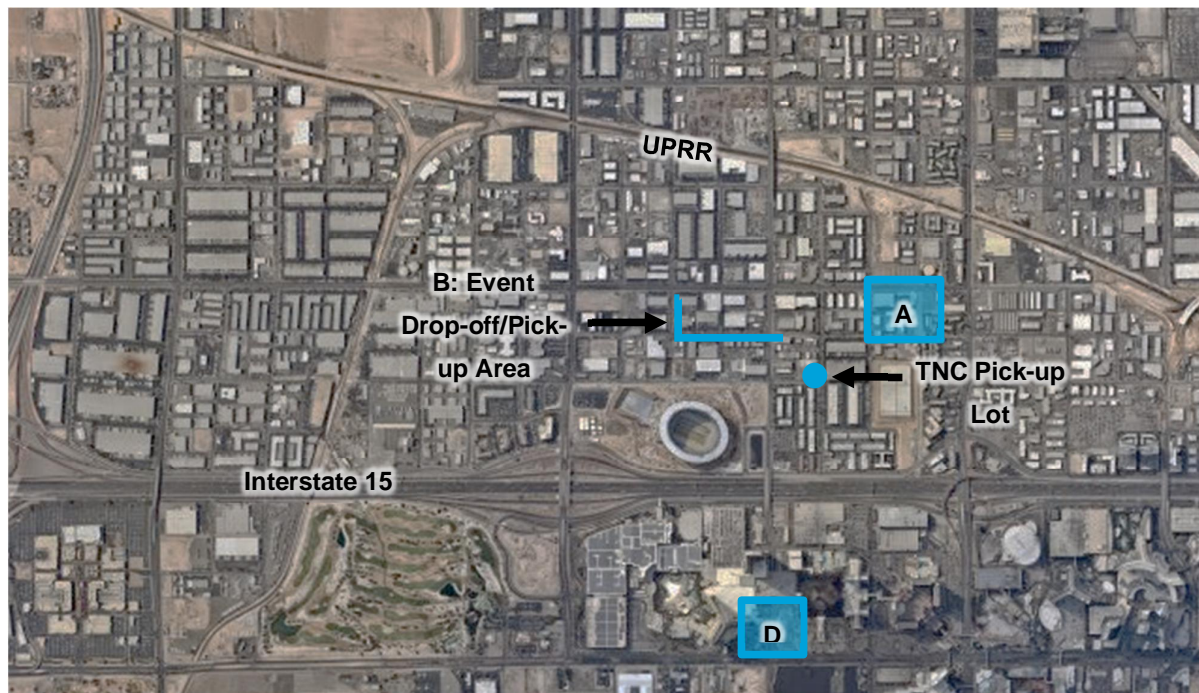 UPRR
B: Event
Drop-off/Pick-
up Area
A
TNC Pick-up
Lot
Interstate 15
D